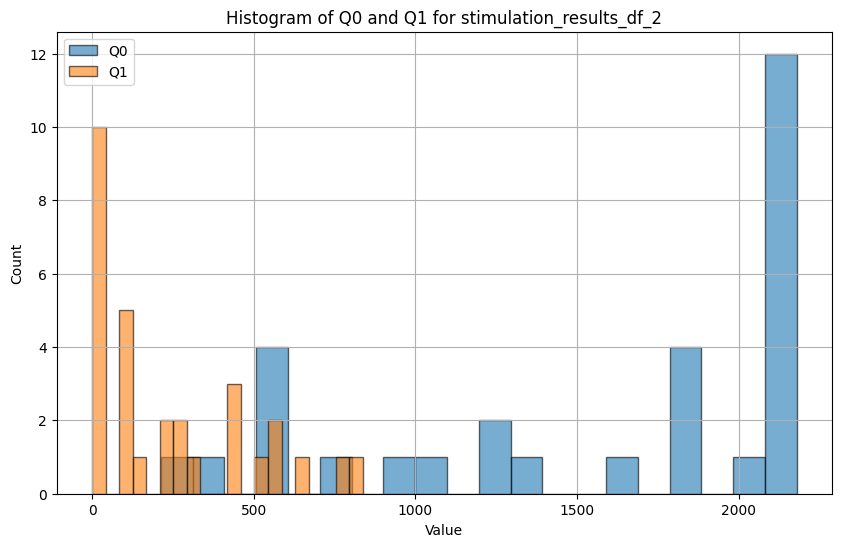 Histogram of Q0 and Q1 for stimulation_results_df_2
Q0
Q1
12
10
8
6
4
2
0
Count
0 500 1000 1500 2000
Value